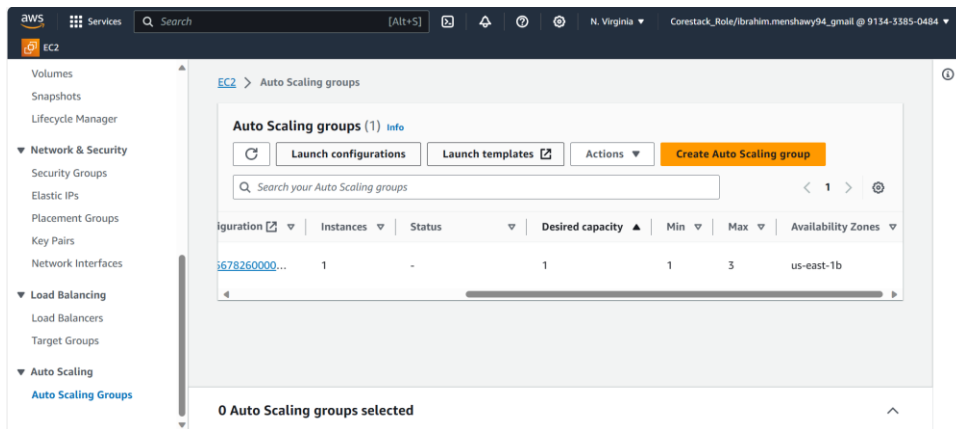 aws Services Search [Alt+S] N. Virginia Corestack_Role/ibrahim.menshawy94_gmail @ 9134-3385-0484
EC2
Volumes
Snapshots
Lifecycle Manager
Network & Security
Security Groups
Elastic IPs
Placement Groups
Key Pairs
Network Interfaces
Load Balancing
Load Balancers
Target Groups
Auto Scaling
Auto Scaling Groups
EC2 > Auto Scaling groups
Auto Scaling groups (1) Info
Launch configurations Launch templates Actions Create Auto Scaling group
Search your Auto Scaling groups 1
iguration Instances Status Desired capacity Min Max Availability Zones
5678260000... 1 - 1 1 3 us-east-1b
0 Auto Scaling groups selected